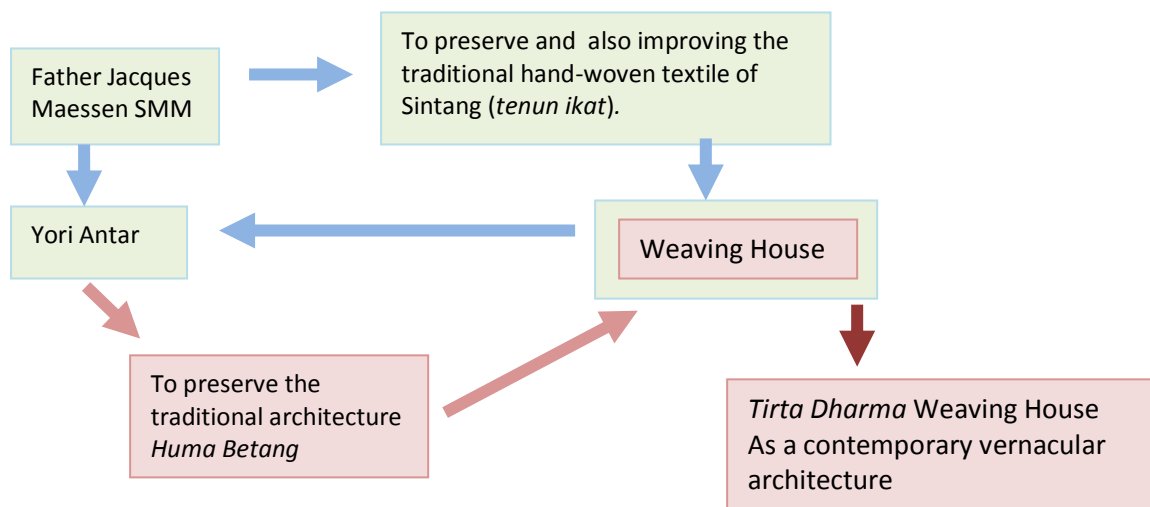 Father Jacques
Maessen SMM
To preserve and also improving the
traditional hand-woven textile of
Sintang (tenun ikat).
Yori Antar
Weaving House
To preserve the
traditional architecture
Huma Betang
Tirta Dharma Weaving House
As a contemporary vernacular
architecture